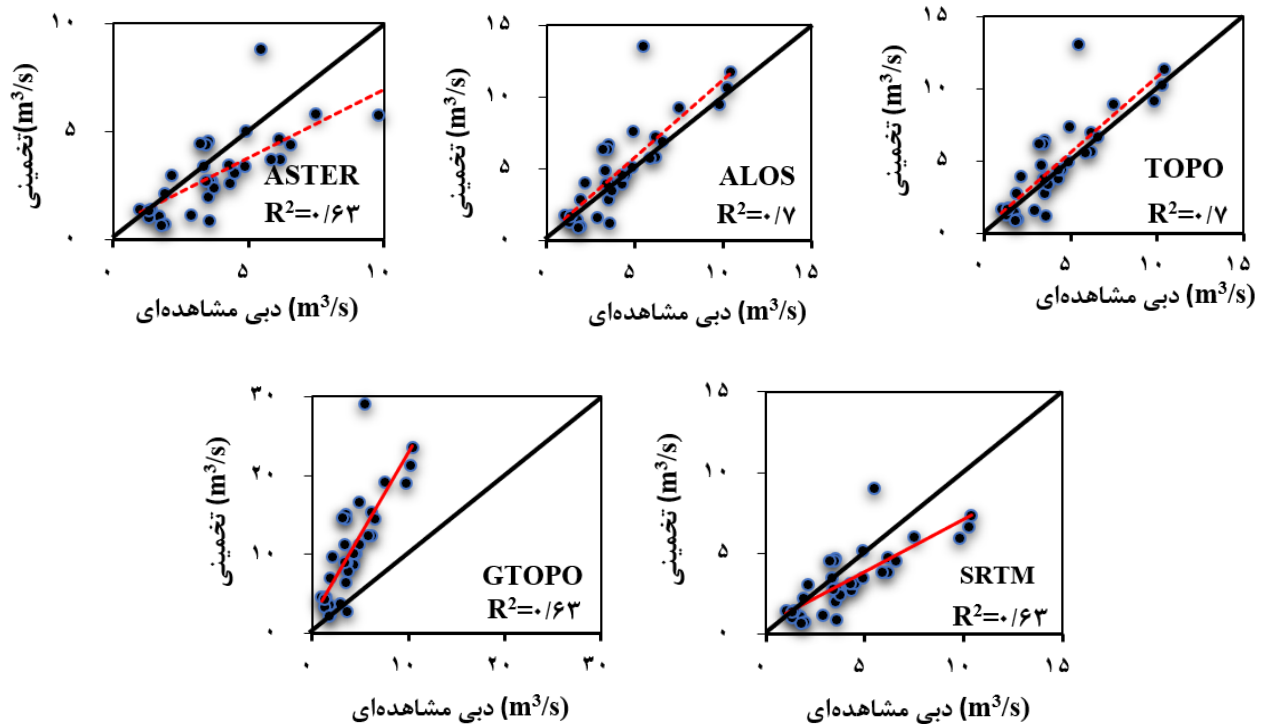 ۱۰
۵
۰
تخمینی(m³/s)
ASTER
R²=۰/۶۳
۰ ۵ ۱۰
دبی مشاهده‌ای (m³/s)
۱۵
۱۰
۵
۰
تخمینی (m³/s)
ALOS
R²=۰/۷
۰ ۵ ۱۰ ۱۵
دبی مشاهده‌ای (m³/s)
۱۵
۱۰
۵
۰
تخمینی (m³/s)
TOPO
R²=۰/۷
۰ ۵ ۱۰ ۱۵
دبی مشاهده‌ای (m³/s)
۳۰
۲۰
۱۰
۰
تخمینی (m³/s)
GTOPO
R²=۰/۶۳
۰ ۱۰ ۲۰ ۳۰
دبی مشاهده‌ای (m³/s)
۱۵
۱۰
۵
۰
تخمینی (m³/s)
SRTM
R²=۰/۶۳
۰ ۵ ۱۰ ۱۵
دبی مشاهده‌ای (m³/s)